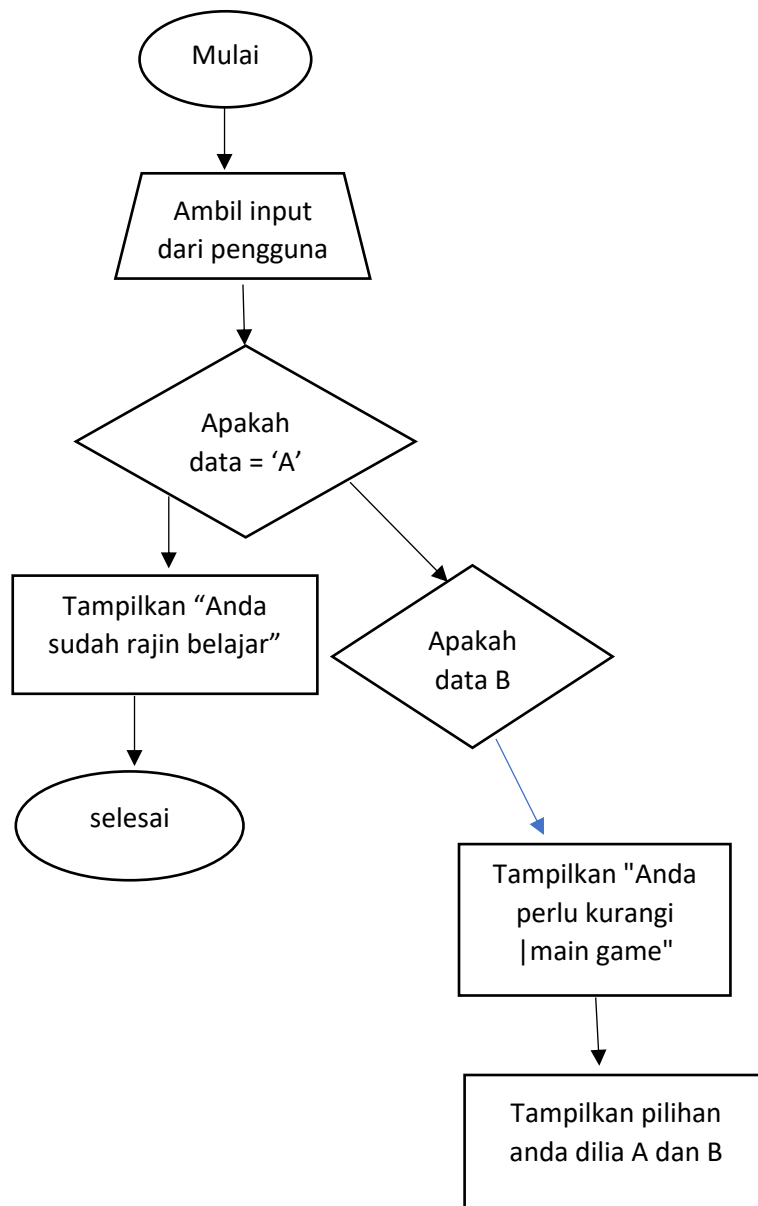 Mulai
Ambil input
dari pengguna
Apakah
data = ‘A’
Tampilkan “Anda
sudah rajin belajar”
Apakah
data B
selesai
Tampilkan "Anda
perlu kurangi
|main game"
Tampilkan pilihan
anda dilia A dan B